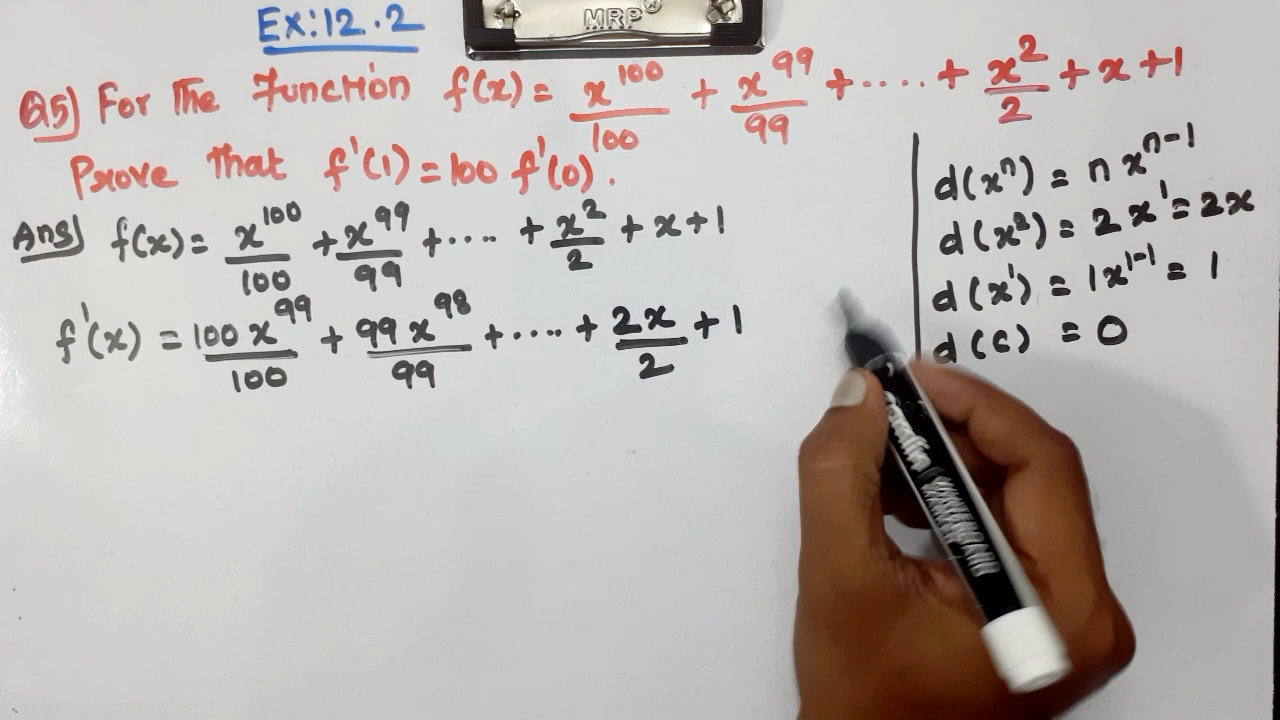 MRP
Ex:12.2
Q5) For The Function f(x) = x^100/100 + x^99/99 + .... + x^2/2 + x + 1
Prove that f'(1) = 100 f'(0).
Ans) f(x) = x^100/100 + x^99/99 + .... + x^2/2 + x + 1
f'(x) = 100x^99/100 + 99x^98/99 + .... + 2x/2 + 1
d(x^n) = n x^n-1
d(x^2) = 2x^1 = 2x
d(x^1) = 1x^1-1 = 1
d(c) = 0